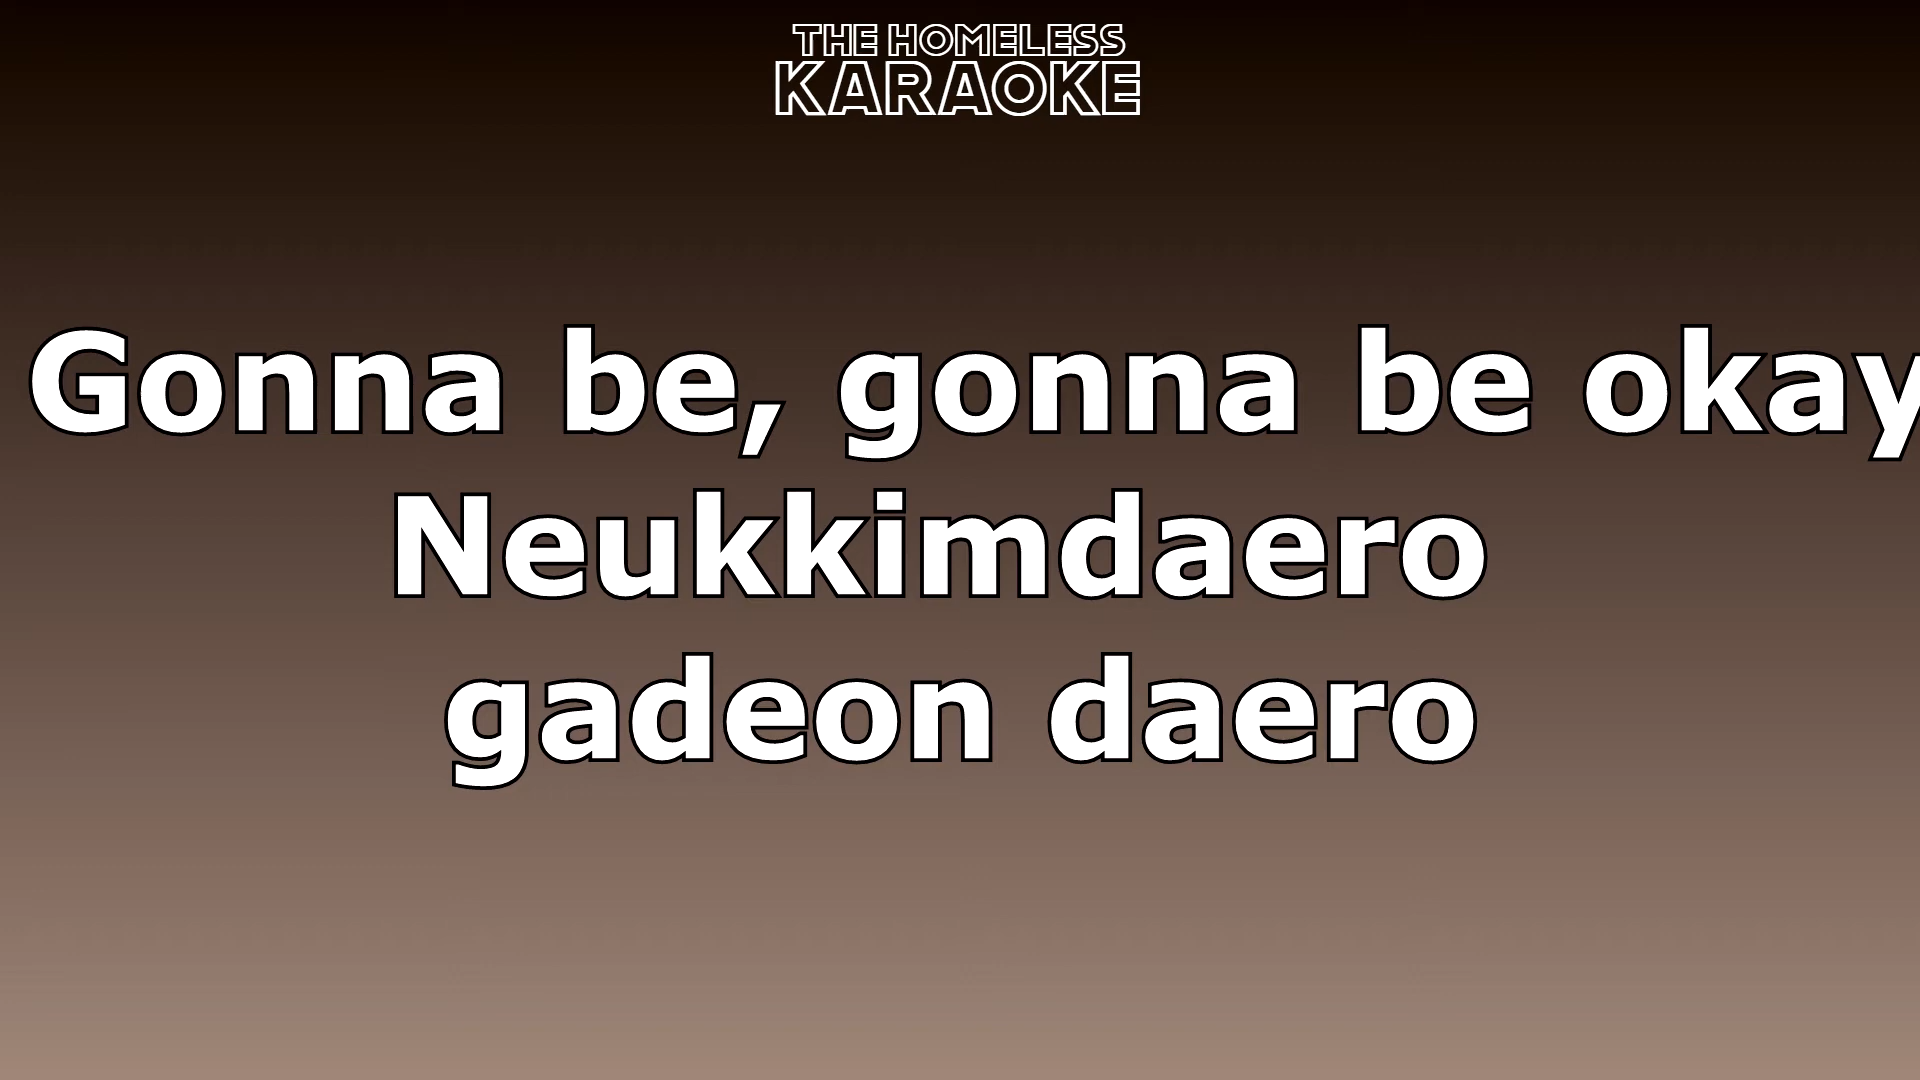 THE HOMELESS
KARAOKE
Gonna be, gonna be okay
Neukkimdaero
gadeon daero